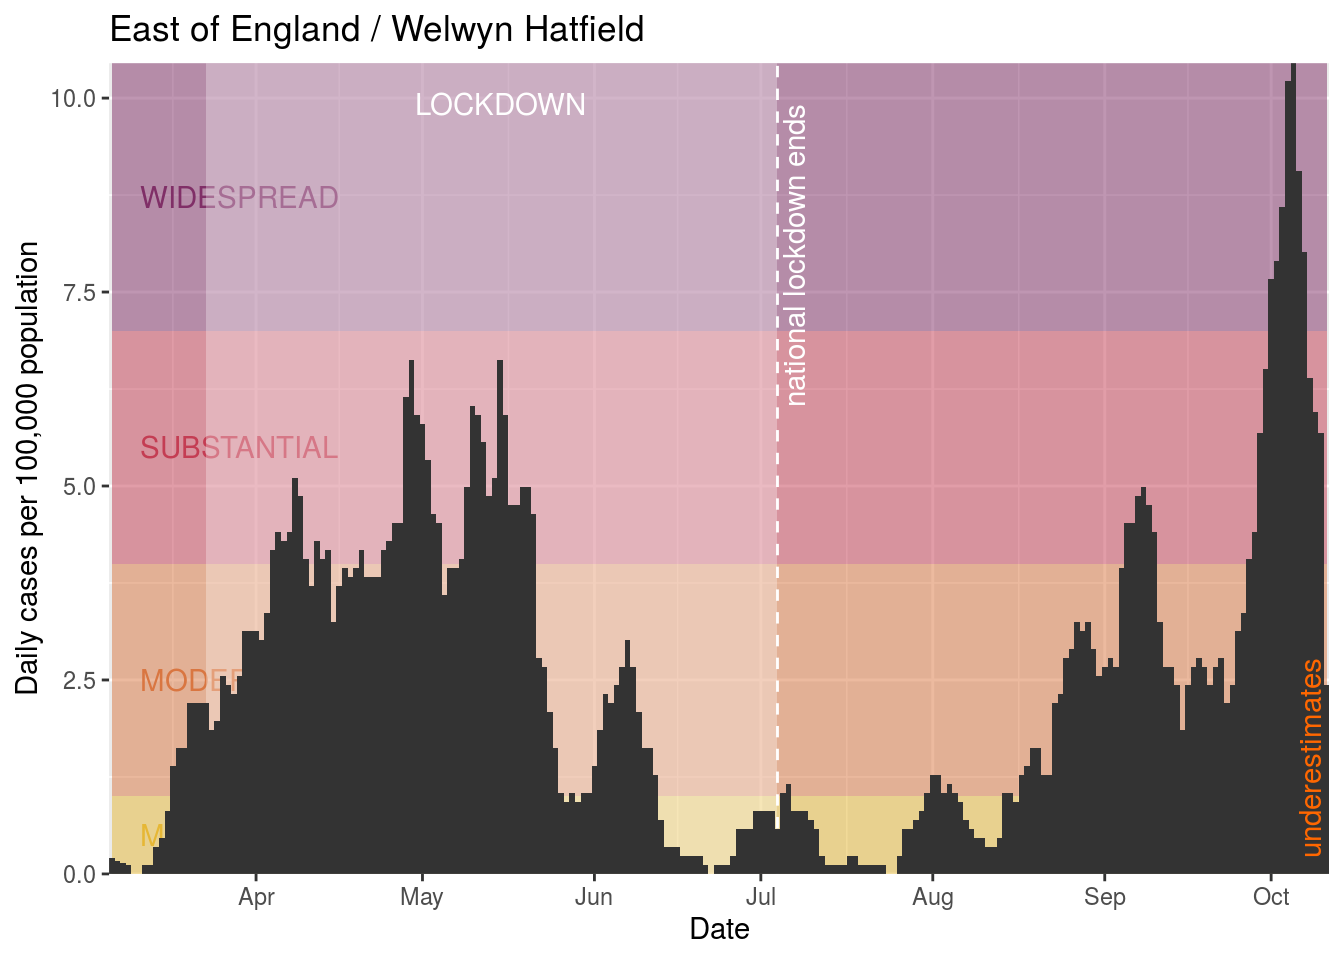 East of England / Welwyn Hatfield
Daily cases per 100,000 population
10.0
7.5
5.0
2.5
0.0
LOCKDOWN
national lockdown ends
WIDESPREAD
SUBSTANTIAL
underestimates
Apr
May
Jun
Jul
Aug
Sep
Oct
Date